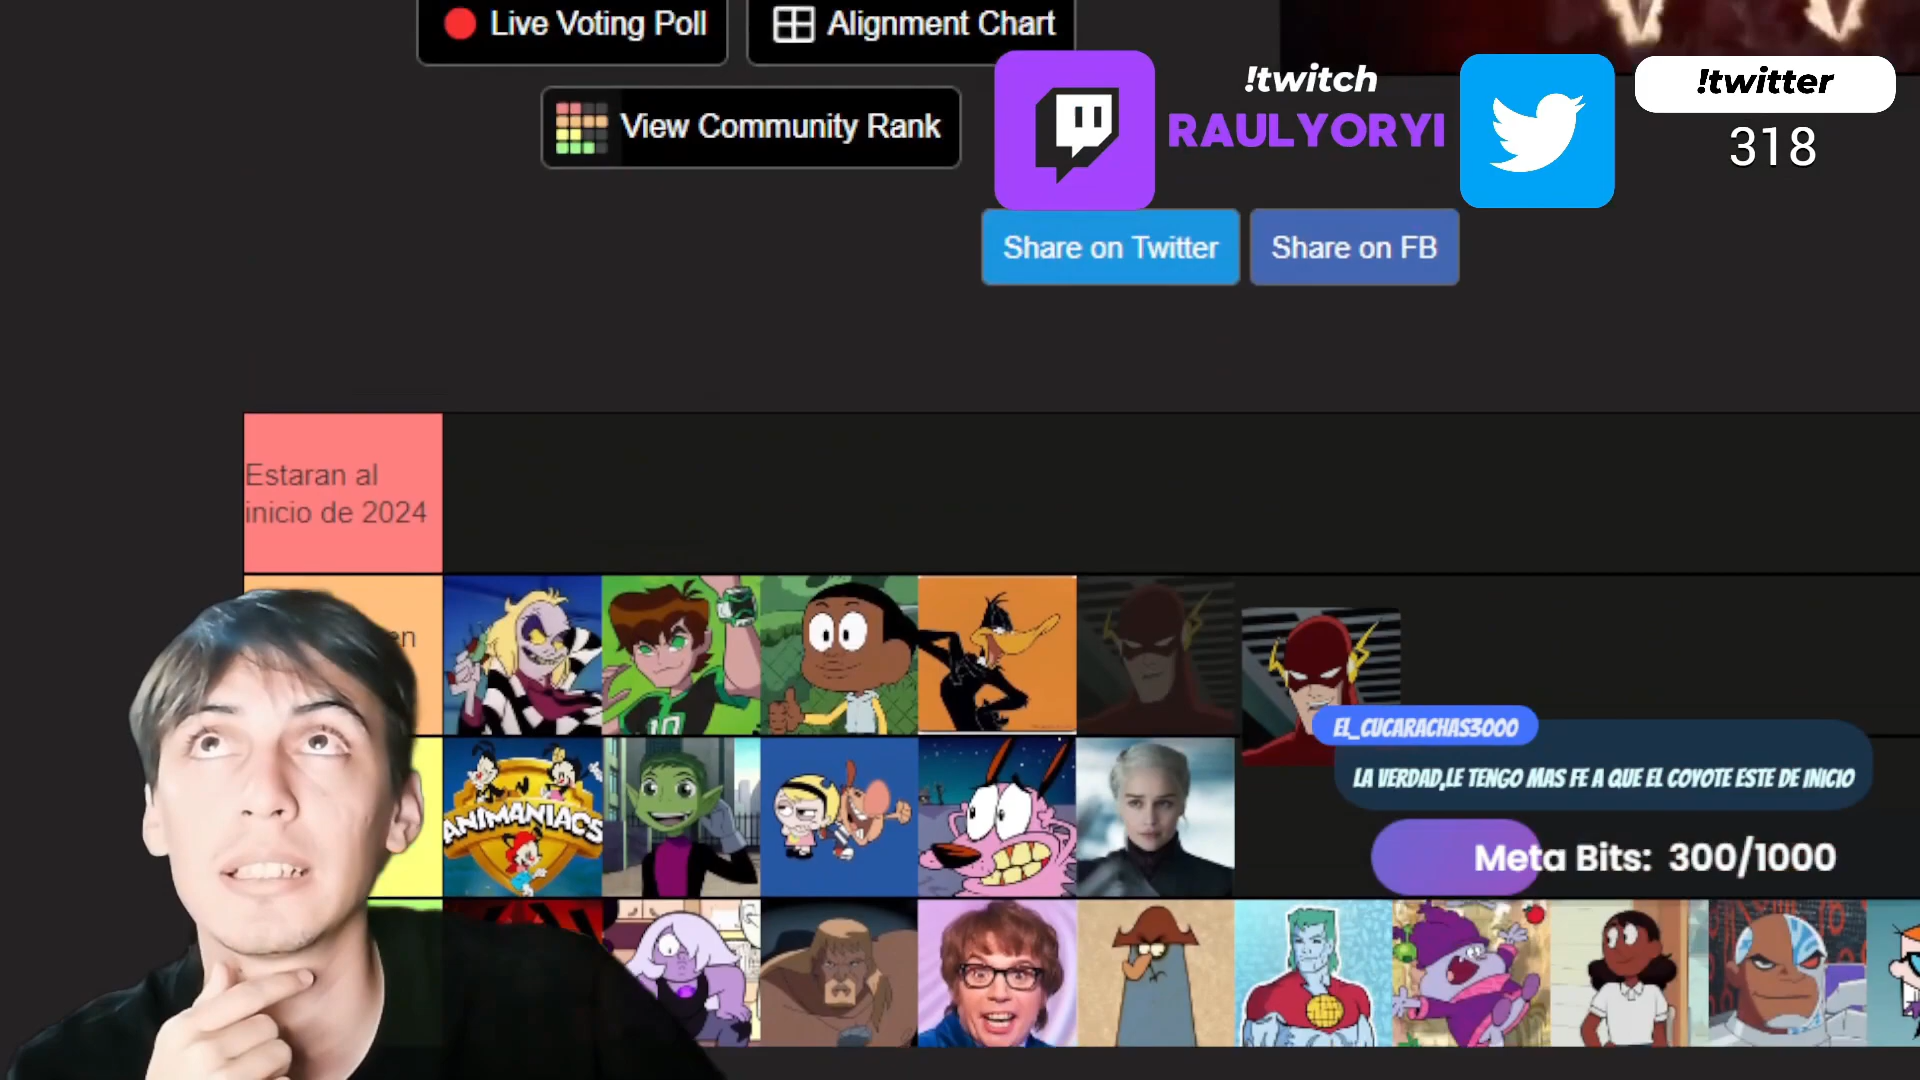 Live Voting Poll
Alignment Chart
View Community Rank
!twitch
RAULYORYI
!twitter
318
Share on Twitter
Share on FB
Estaran al
inicio de 2024
en
10
EL_CUCARACHAS3000
LA VERDAD,LE TENGO MAS FE A QUE EL COYOTE ESTE DE INICIO
ANIMANIACS
Meta Bits: 300/1000